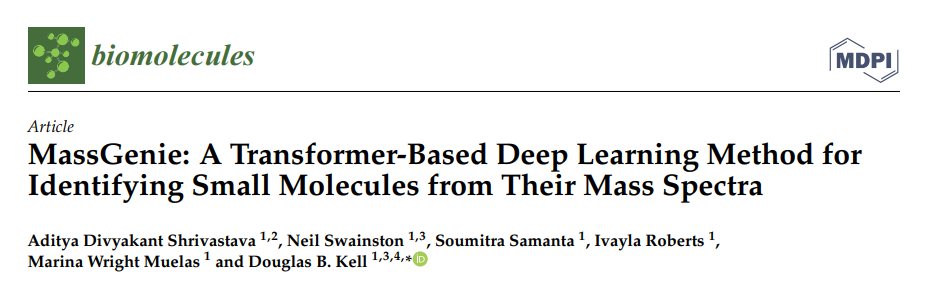 biomolecules
MDPI
Article
MassGenie: A Transformer-Based Deep Learning Method for
Identifying Small Molecules from Their Mass Spectra
Aditya Divyakant Shrivastava 1,2, Neil Swainston 1,3, Soumitra Samanta 1, Ivayla Roberts 1,
Marina Wright Muelas 1 and Douglas B. Kell 1,3,4,* iD